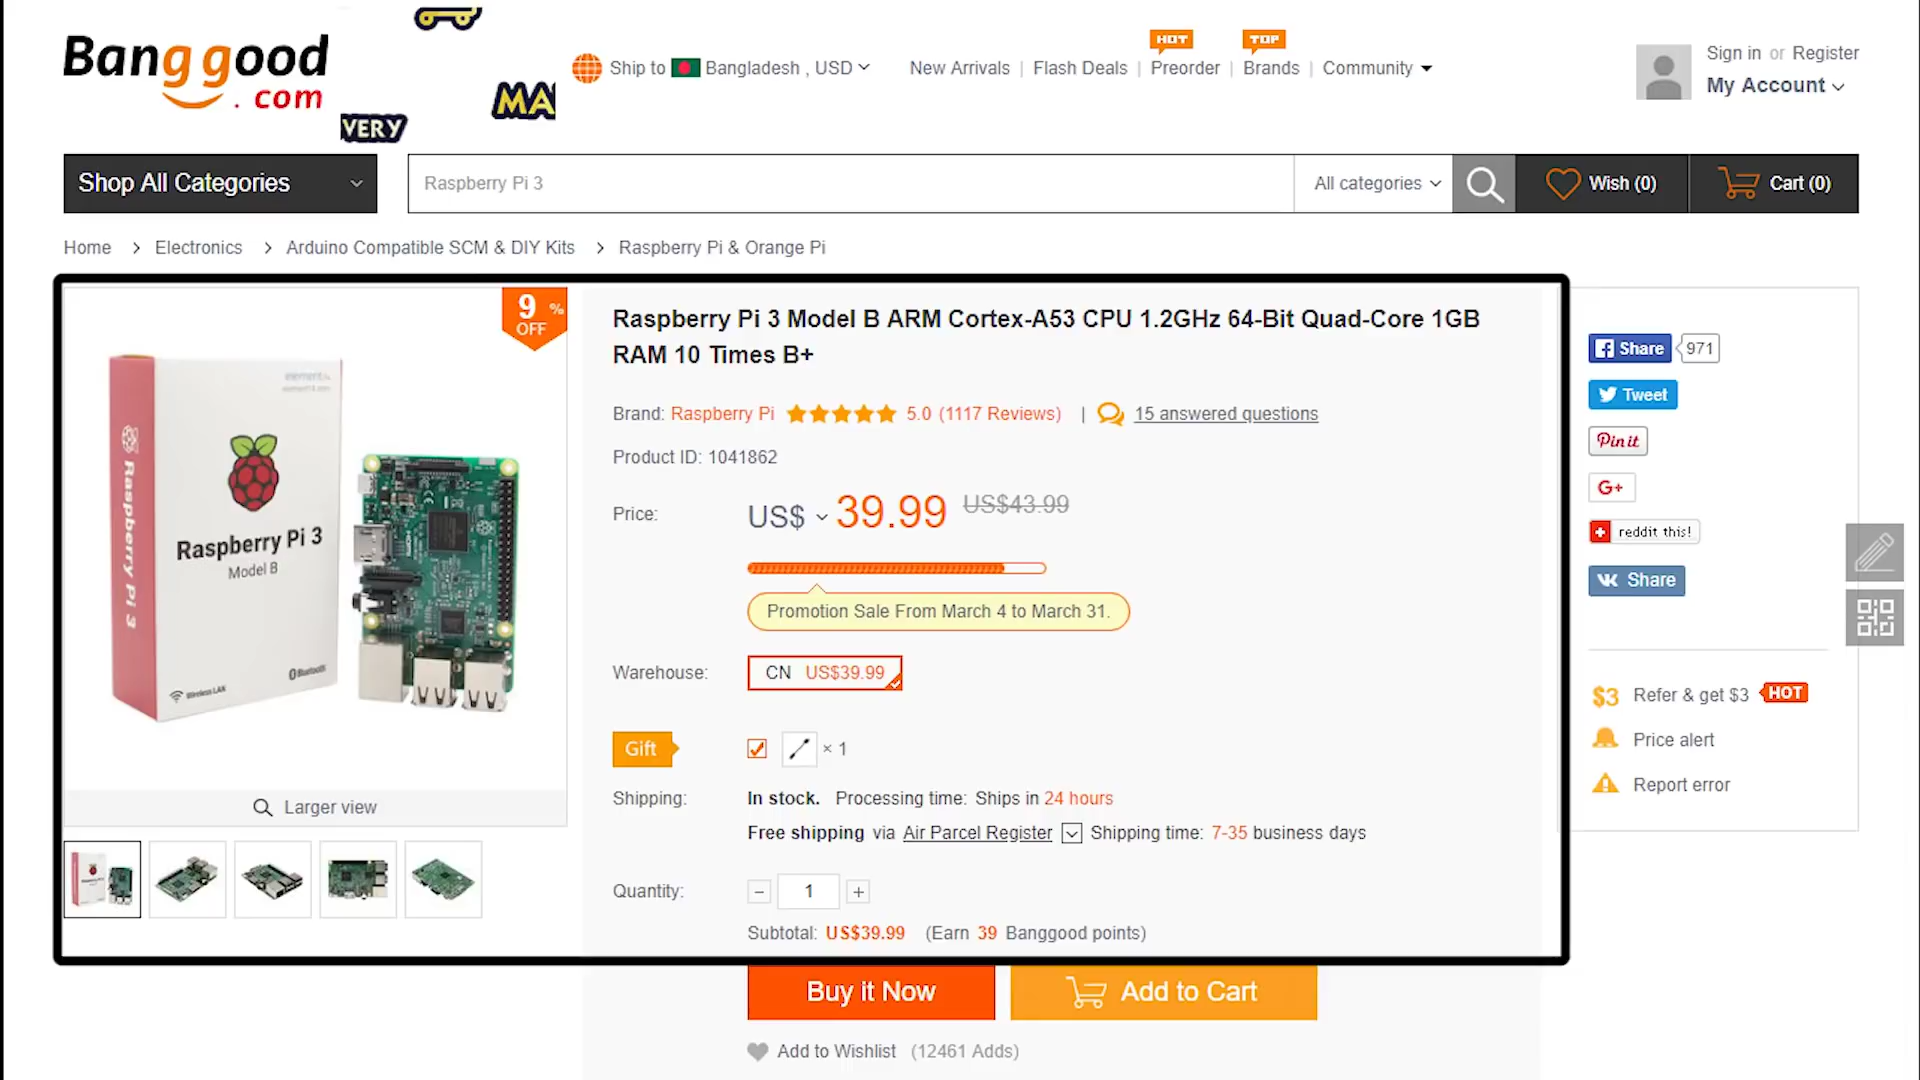 Banggood
.com
VERY
MA
Ship to Bangladesh , USD
New Arrivals
Flash Deals
HOT
Preorder
TOP
Brands
Community
Sign in or Register
My Account
Shop All Categories
Raspberry Pi 3
All categories
Wish (0)
Cart (0)
Home > Electronics > Arduino Compatible SCM & DIY Kits > Raspberry Pi & Orange Pi
9 %
OFF
element14
Raspberry Pi 3
Raspberry Pi 3
Model B
Wireless LAN
Bluetooth
Larger view
Raspberry Pi 3 Model B ARM Cortex-A53 CPU 1.2GHz 64-Bit Quad-Core 1GB
RAM 10 Times B+
Brand: Raspberry Pi 5.0 (1117 Reviews) | 15 answered questions
Product ID: 1041862
Price: US$ 39.99 US$43.99
Promotion Sale From March 4 to March 31.
Warehouse: CN US$39.99
Gift × 1
Shipping: In stock. Processing time: Ships in 24 hours
Free shipping via Air Parcel Register Shipping time: 7-35 business days
Quantity: − 1 +
Subtotal: US$39.99 (Earn 39 Banggood points)
Buy it Now
Add to Cart
Add to Wishlist (12461 Adds)
Share 971
Tweet
Pin it
G+
reddit this!
Share
$3 Refer & get $3 HOT
Price alert
Report error